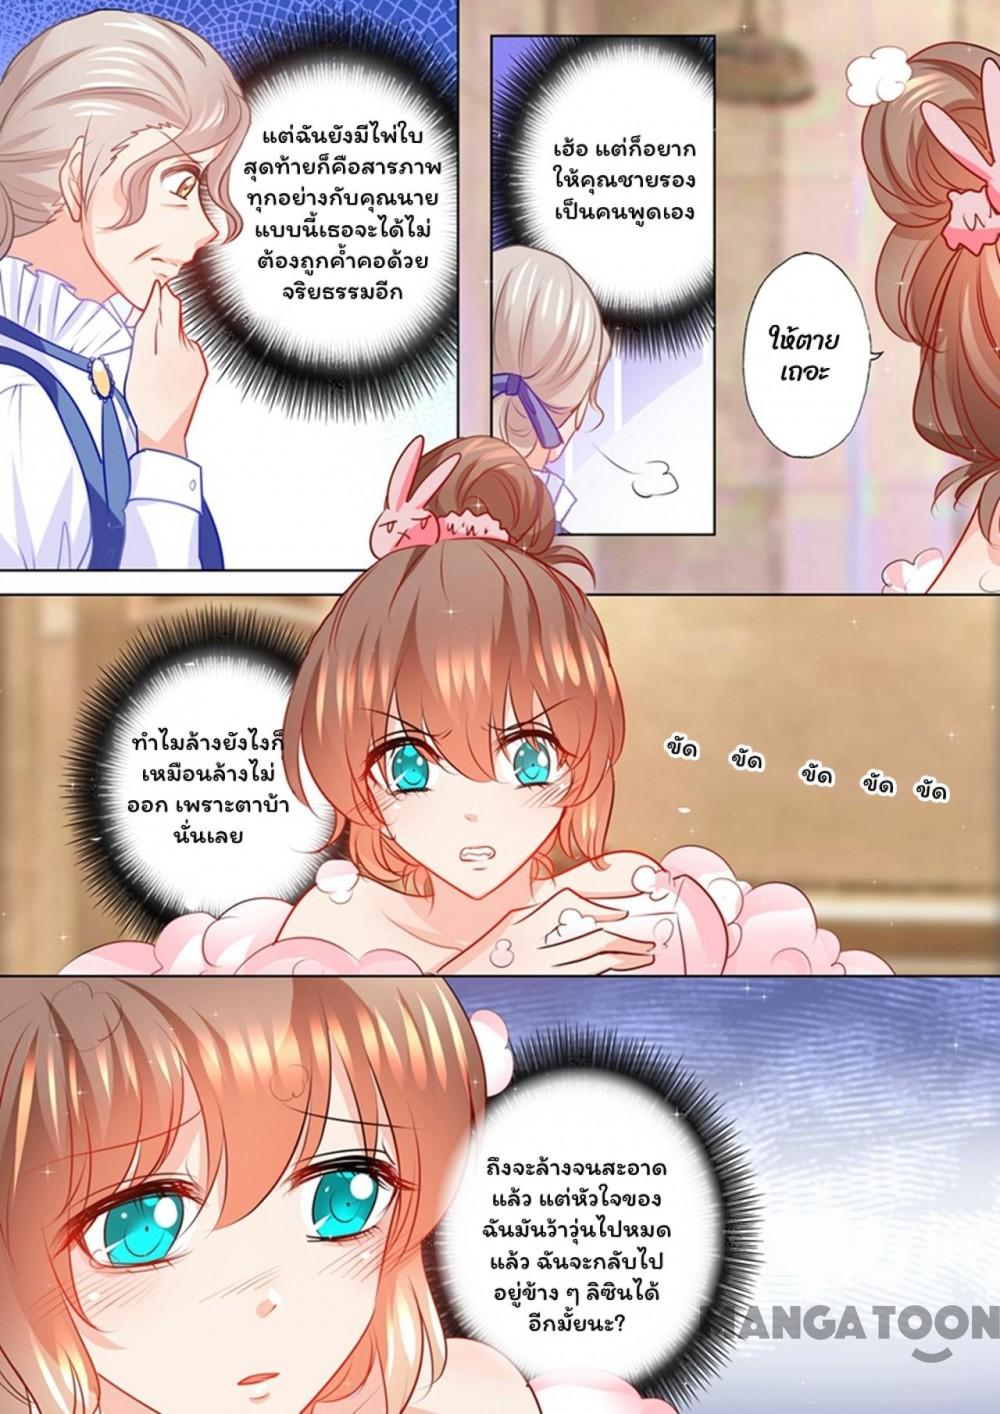 แต่ฉันยังมีไพ่ใบ
สุดท้ายก็คือสารภาพ
ทุกอย่างกับคุณนาย
แบบนี้เธอจะได้ไม่
ต้องถูกค้ำคอด้วย
จริยธรรมอีก
เฮ้อ แต่ก็อยาก
ให้คุณชายรอง
เป็นคนพูดเอง
ให้ตาย
เถอะ
ทำไมล้างยังไงก็
เหมือนล้างไม่
ออก เพราะตาบ้า
นั่นเลย
ขัด ขัด ขัด ขัด ขัด
ถึงจะล้างจนสะอาด
แล้ว แต่หัวใจของ
ฉันมันว้าวุ่นไปหมด
แล้ว ฉันจะกลับไป
อยู่ข้าง ๆ ลิซินได้
อีกมั้ยนะ?
MANGATOON